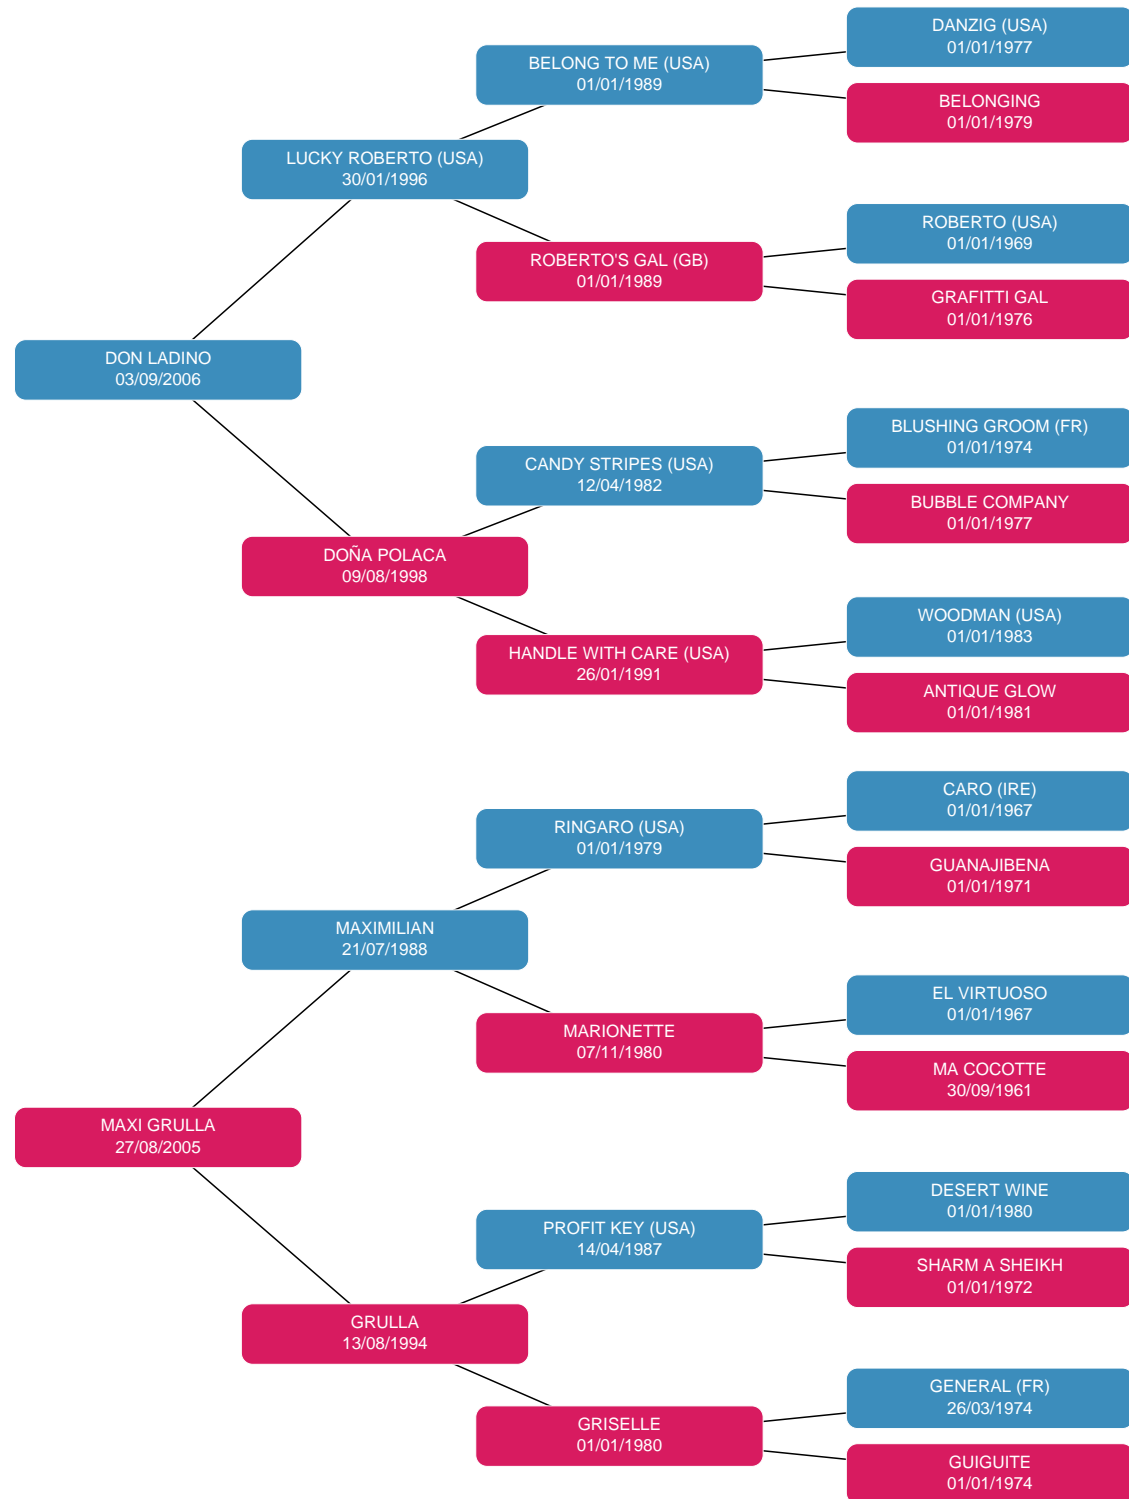 DANZIG (USA)
01/01/1977
BELONG TO ME (USA)
01/01/1989
BELONGING
01/01/1979
LUCKY ROBERTO (USA)
30/01/1996
ROBERTO (USA)
01/01/1969
ROBERTO'S GAL (GB)
01/01/1989
GRAFITTI GAL
01/01/1976
DON LADINO
03/09/2006
BLUSHING GROOM (FR)
01/01/1974
CANDY STRIPES (USA)
12/04/1982
BUBBLE COMPANY
01/01/1977
DOÑA POLACA
09/08/1998
WOODMAN (USA)
01/01/1983
HANDLE WITH CARE (USA)
26/01/1991
ANTIQUE GLOW
01/01/1981
CARO (IRE)
01/01/1967
RINGARO (USA)
01/01/1979
GUANAJIBENA
01/01/1971
MAXIMILIAN
21/07/1988
EL VIRTUOSO
01/01/1967
MARIONETTE
07/11/1980
MA COCOTTE
30/09/1961
MAXI GRULLA
27/08/2005
DESERT WINE
01/01/1980
PROFIT KEY (USA)
14/04/1987
SHARM A SHEIKH
01/01/1972
GRULLA
13/08/1994
GENERAL (FR)
26/03/1974
GRISELLE
01/01/1980
GUIGUITE
01/01/1974